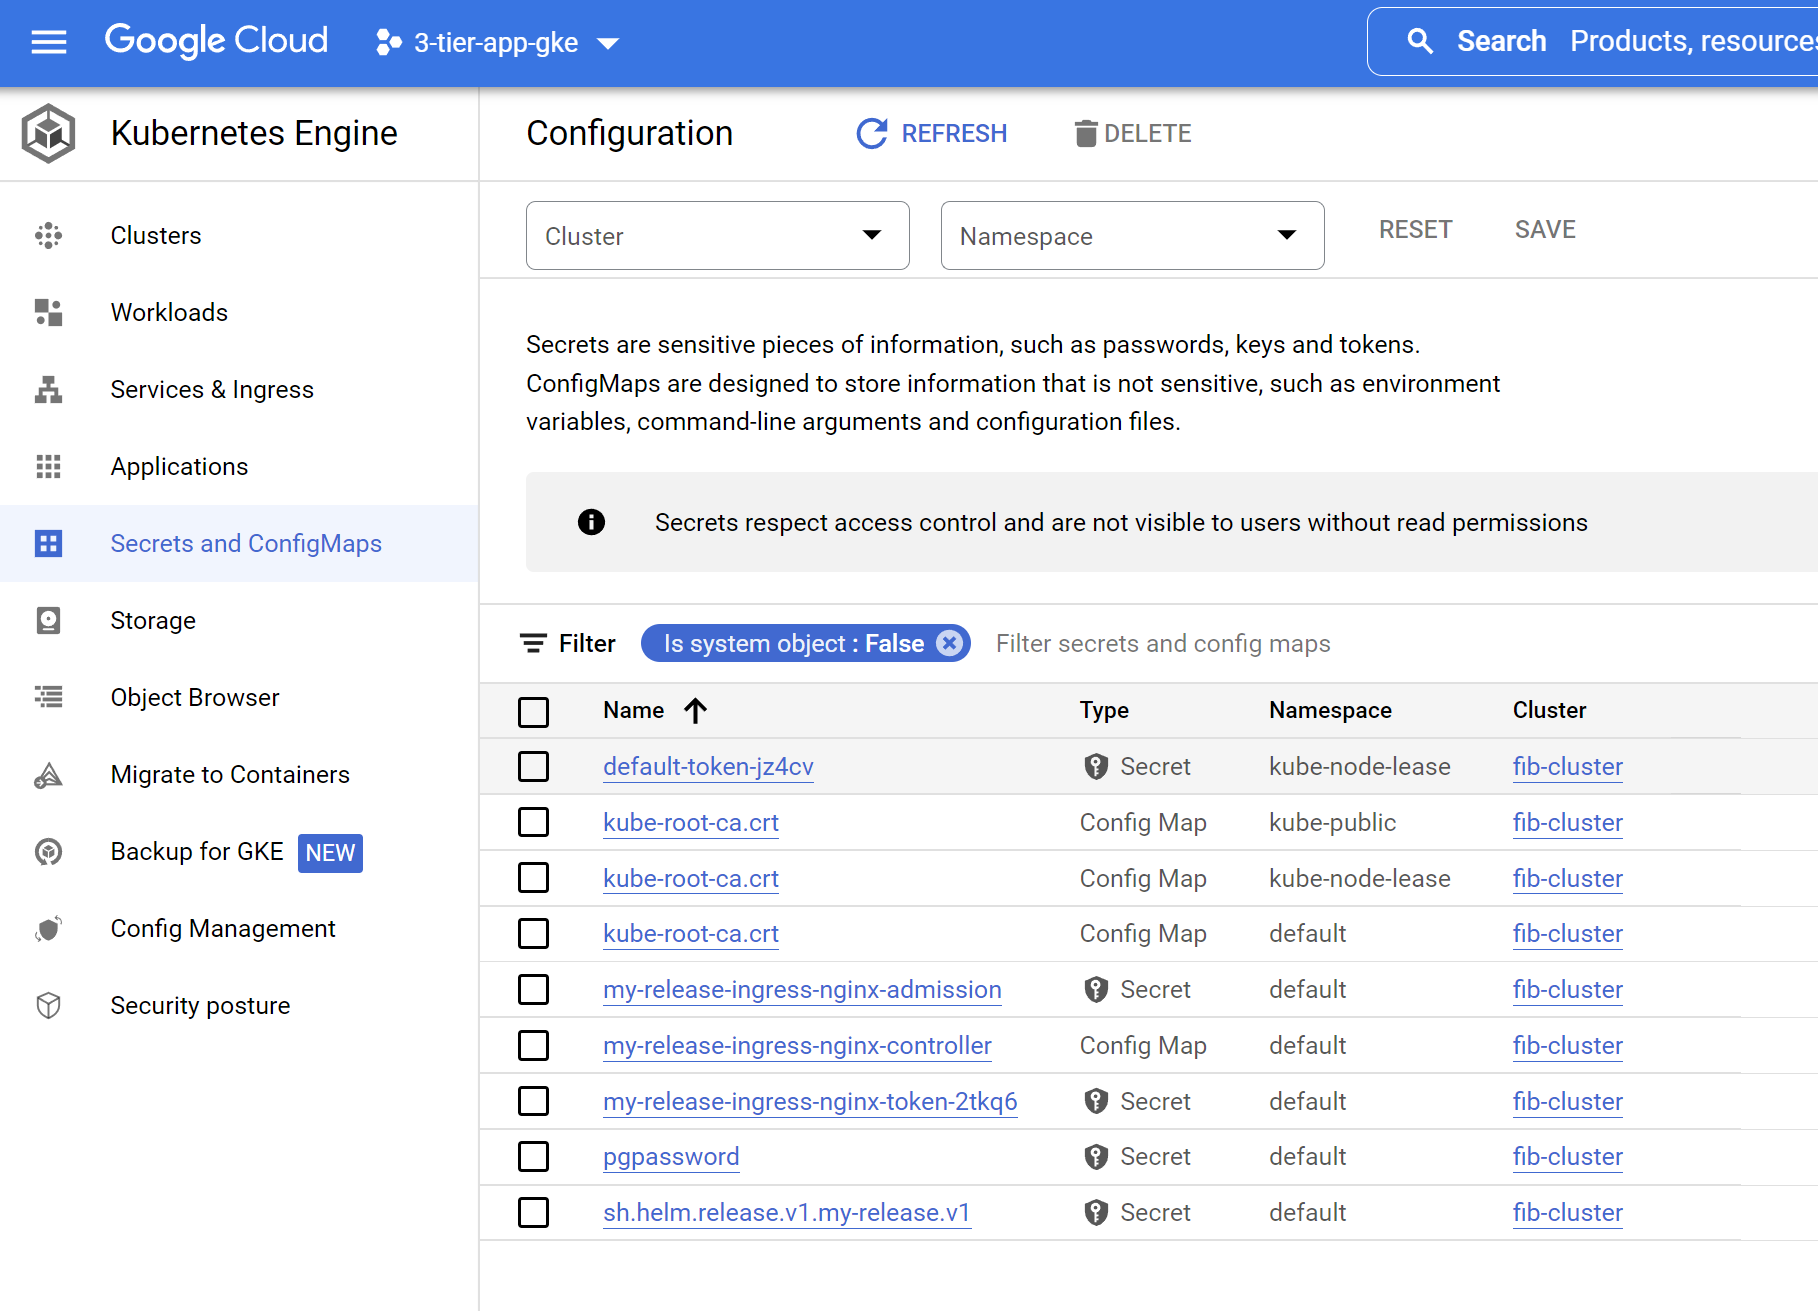 Google Cloud 3-tier-app-gke Search Products, resources
Kubernetes Engine
Configuration REFRESH DELETE
Clusters
Workloads
Services & Ingress
Applications
Secrets and ConfigMaps
Storage
Object Browser
Migrate to Containers
Backup for GKE NEW
Config Management
Security posture
Cluster Namespace RESET SAVE
Secrets are sensitive pieces of information, such as passwords, keys and tokens.
ConfigMaps are designed to store information that is not sensitive, such as environment
variables, command-line arguments and configuration files.
Secrets respect access control and are not visible to users without read permissions
Filter Is system object : False Filter secrets and config maps
Name Type Namespace Cluster
default-token-jz4cv Secret kube-node-lease fib-cluster
kube-root-ca.crt Config Map kube-public fib-cluster
kube-root-ca.crt Config Map kube-node-lease fib-cluster
kube-root-ca.crt Config Map default fib-cluster
my-release-ingress-nginx-admission Secret default fib-cluster
my-release-ingress-nginx-controller Config Map default fib-cluster
my-release-ingress-nginx-token-2tkq6 Secret default fib-cluster
pgpassword Secret default fib-cluster
sh.helm.release.v1.my-release.v1 Secret default fib-cluster